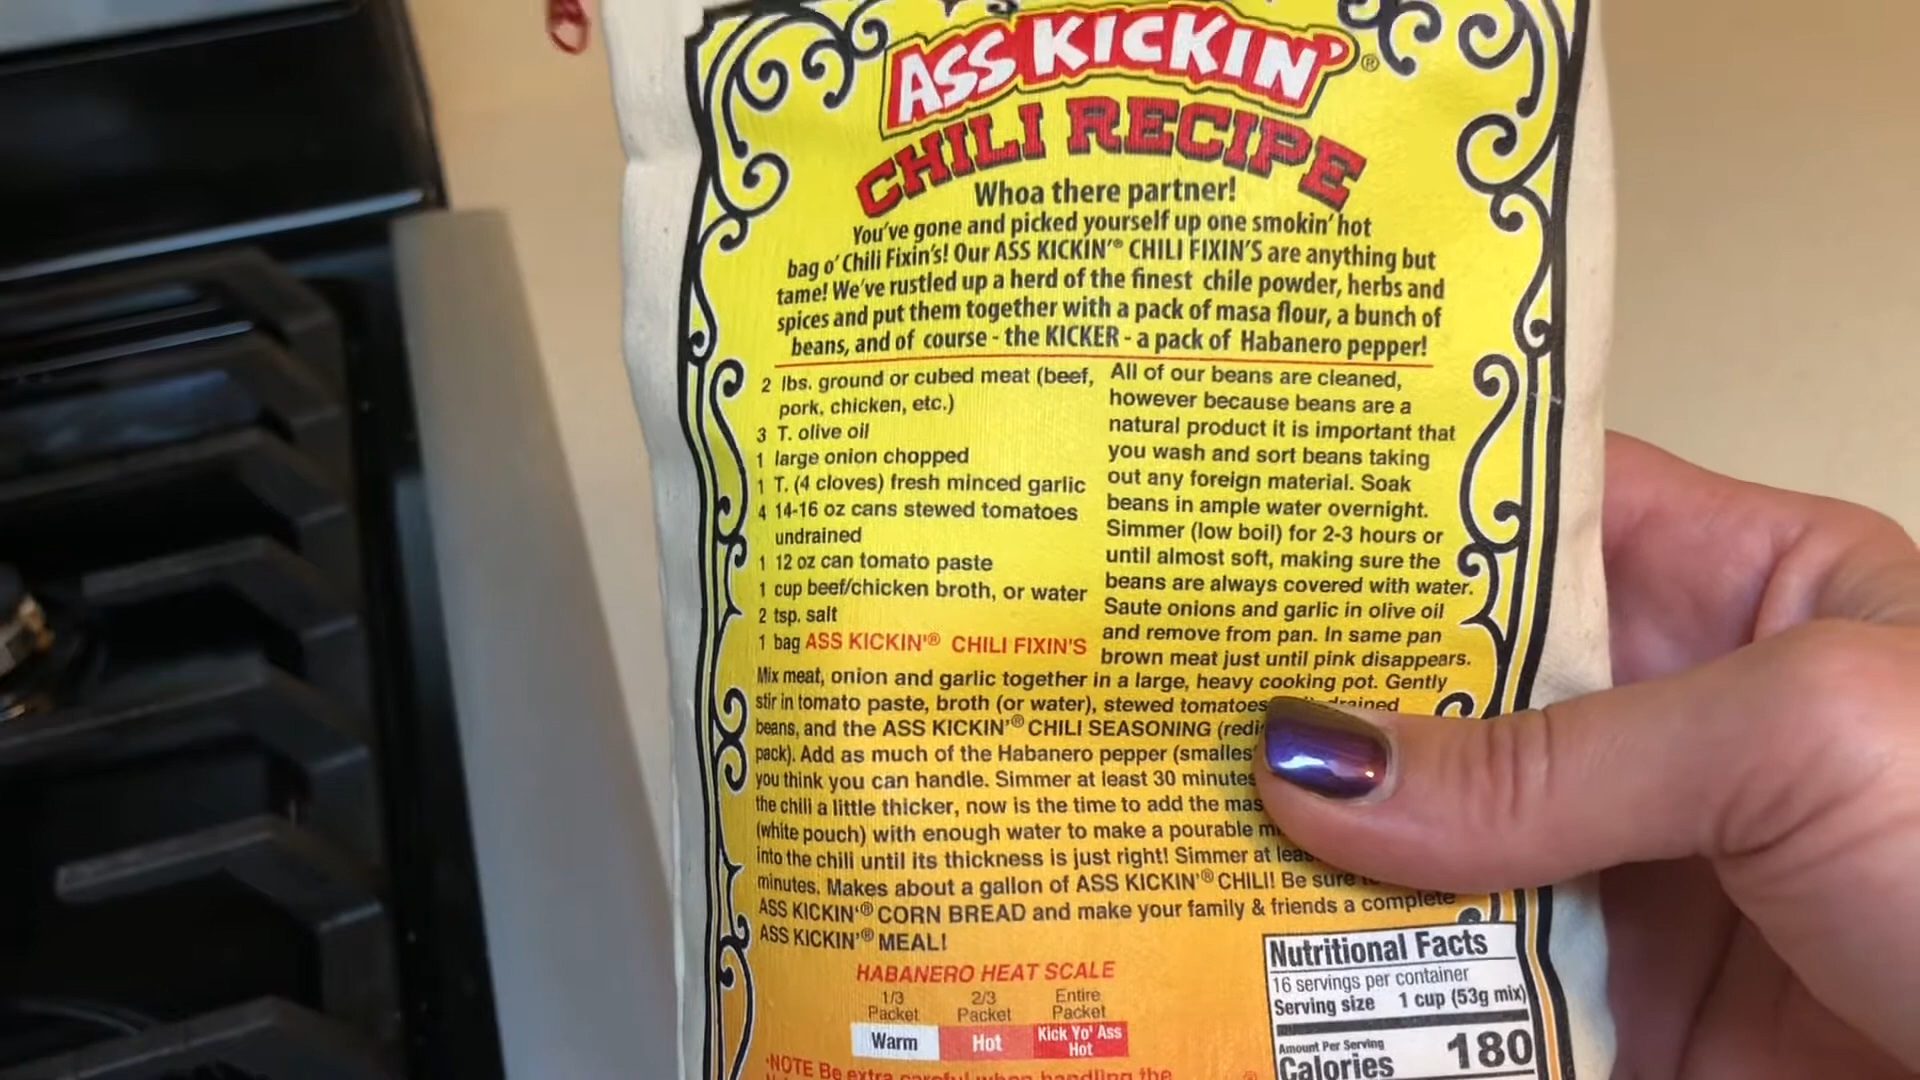 ASS KICKIN'®
CHILI RECIPE
Whoa there partner!
You've gone and picked yourself up one smokin' hot
bag o' Chili Fixin's! Our ASS KICKIN'® CHILI FIXIN'S are anything but
tame! We've rustled up a herd of the finest chile powder, herbs and
spices and put them together with a pack of masa flour, a bunch of
beans, and of course - the KICKER - a pack of Habanero pepper!
2 lbs. ground or cubed meat (beef,
pork, chicken, etc.)
3 T. olive oil
1 large onion chopped
1 T. (4 cloves) fresh minced garlic
4 14-16 oz cans stewed tomatoes
undrained
1 12 oz can tomato paste
1 cup beef/chicken broth, or water
2 tsp. salt
1 bag ASS KICKIN'® CHILI FIXIN'S
All of our beans are cleaned,
however because beans are a
natural product it is important that
you wash and sort beans taking
out any foreign material. Soak
beans in ample water overnight.
Simmer (low boil) for 2-3 hours or
until almost soft, making sure the
beans are always covered with water.
Saute onions and garlic in olive oil
and remove from pan. In same pan
brown meat just until pink disappears.
Mix meat, onion and garlic together in a large, heavy cooking pot. Gently
stir in tomato paste, broth (or water), stewed tomatoes
beans, and the ASS KICKIN'® CHILI SEASONING
pack). Add as much of the Habanero pepper (smalles
you think you can handle. Simmer at least 30 minutes
the chili a little thicker, now is the time to add the mas
(white pouch) with enough water to make a pourable
into the chili until its thickness is just right! Simmer at leas
minutes. Makes about a gallon of ASS KICKIN'® CHILI! Be sure
ASS KICKIN'® CORN BREAD and make your family & friends a complete
ASS KICKIN'® MEAL!
HABANERO HEAT SCALE
1/3 Packet 2/3 Packet Entire Packet
Warm Hot Kick Yo' Ass Hot
*NOTE Be extra careful when handling the
Nutritional Facts
16 servings per container
Serving size 1 cup (53g mix)
Amount Per Serving
Calories 180